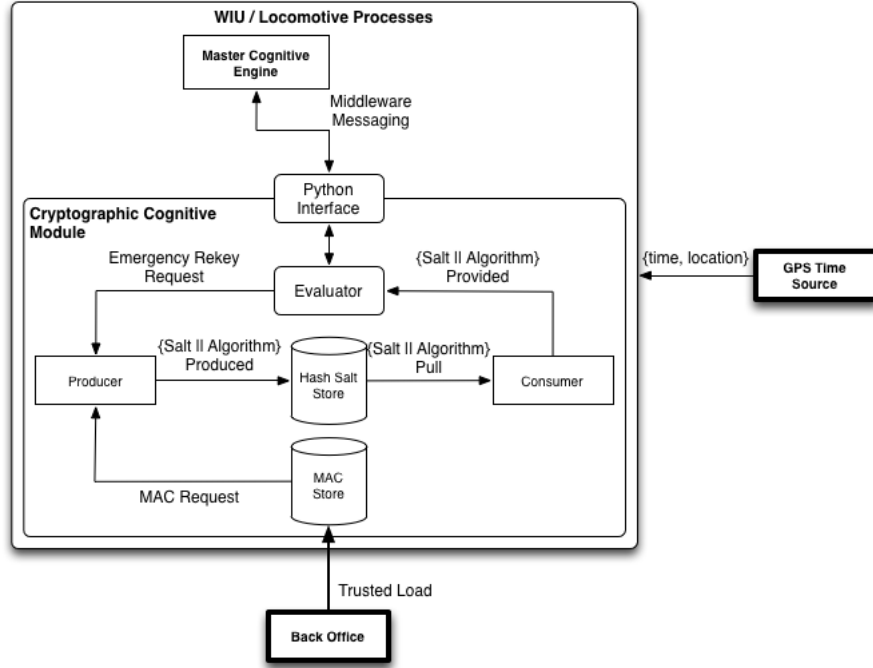 WIU / Locomotive Processes
Master Cognitive
Engine
Middleware
Messaging
Python
Interface
Cryptographic Cognitive
Module
Emergency Rekey
Request
{Salt II Algorithm}
Provided
Evaluator
{time, location}
GPS Time
Source
{Salt II Algorithm}
Produced
{Salt II Algorithm}
Pull
Producer
Hash Salt
Store
Consumer
MAC Request
MAC
Store
Trusted Load
Back Office